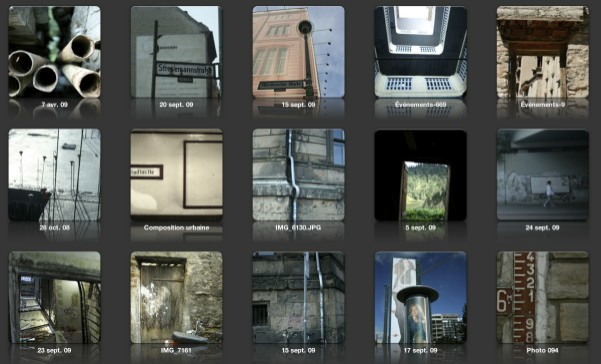 7 avr. 09
20 sept. 09
15 sept. 09
Événements-669
Événements-9
28 oct. 08
Composition urbaine
IMG_6130.JPG
5 sept. 09
24 sept. 09
23 sept. 09
IMG_7161
15 sept. 09
17 sept. 09
Photo 094